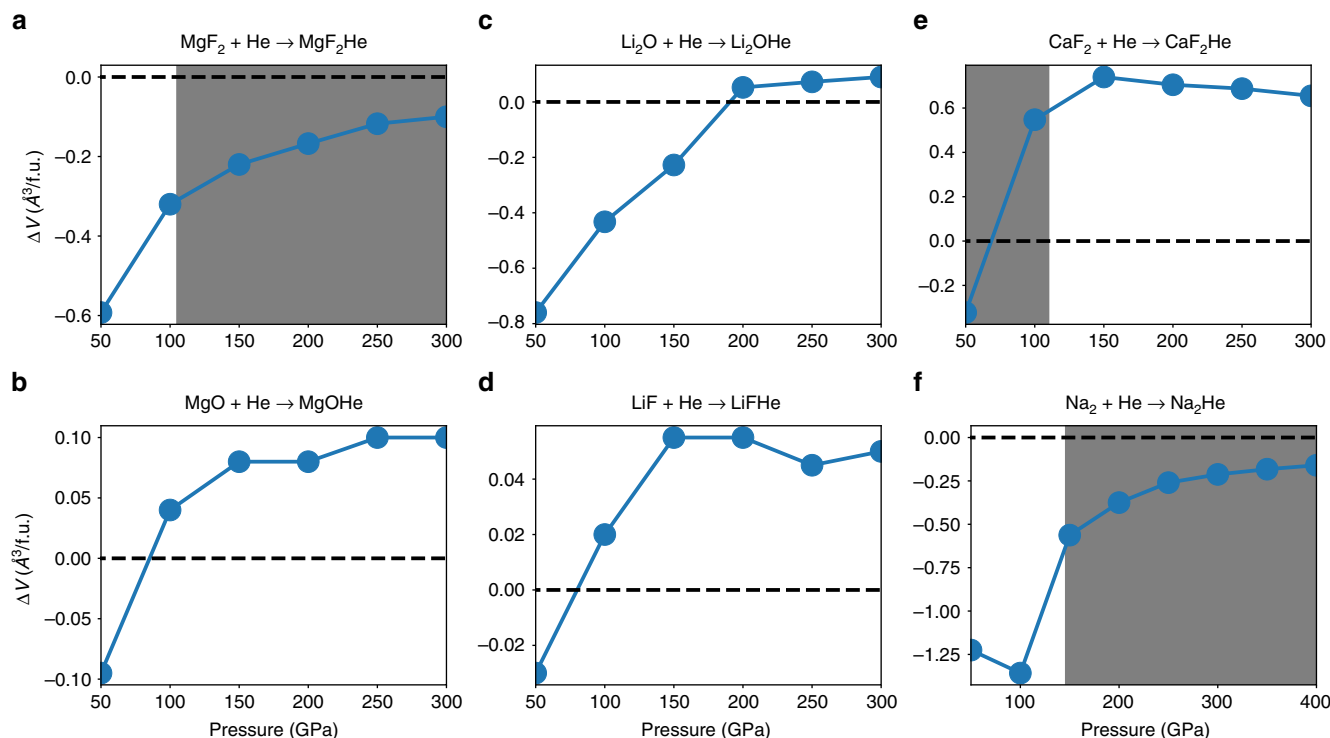 a
MgF₂ + He → MgF₂He
0.0
−0.2
−0.4
−0.6
ΔV (Å³/f.u.)
50 100 150 200 250 300
b
MgO + He → MgOHe
0.10
0.05
0.00
−0.05
−0.10
ΔV (Å³/f.u.)
50 100 150 200 250 300
Pressure (GPa)
c
Li₂O + He → Li₂OHe
0.0
−0.2
−0.4
−0.6
−0.8
50 100 150 200 250 300
d
LiF + He → LiFHe
0.04
0.02
0.00
−0.02
50 100 150 200 250 300
Pressure (GPa)
e
CaF₂ + He → CaF₂He
0.6
0.4
0.2
0.0
−0.2
50 100 150 200 250 300
f
Na₂ + He → Na₂He
0.00
−0.25
−0.50
−0.75
−1.00
−1.25
100 200 300 400
Pressure (GPa)